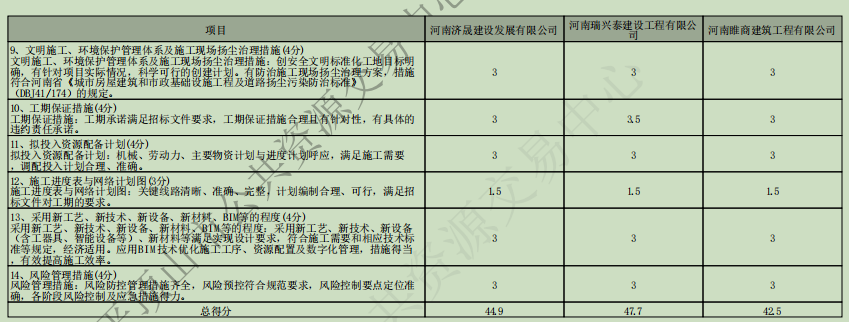 项目
河南济晟建设发展有限公司
河南瑞兴泰建设工程有限公
司
河南睢商建筑工程有限公司
9、文明施工、环境保护管理体系及施工现场扬尘治理措施(4分)
文明施工、环境保护管理体系及施工现场扬尘治理措施：创安全文明标准化工地目标明
确，有针对项目实际情况，科学可行的创建计划。有防治施工现场扬尘治理方案，措施
符合河南省《城市房屋建筑和市政基础设施工程及道路扬尘污染防治标准》
（DBJ41/174）的规定。
3
3
3
10、工期保证措施(4分)
工期保证措施：工期承诺满足招标文件要求，工期保证措施合理且有针对性，有具体的
违约责任承诺。
3
3.5
3
11、拟投入资源配备计划(4分)
拟投入资源配备计划：机械、劳动力、主要物资计划与进度计划呼应，满足施工需要
，调配投入计划合理、准确。
3
3
3
12、施工进度表与网络计划图(3分)
施工进度表与网络计划图：关键线路清晰、准确、完整，计划编制合理、可行，满足招
标文件对工期的要求。
1.5
1.5
1.5
13、采用新工艺、新技术、新设备、新材料、BIM等的程度(4分)
采用新工艺、新技术、新设备、新材料、BIM等的程度：采用新工艺、新技术、新设备
（含工器具、智能设备等）、新材料等满足实现设计要求，符合施工需要和相应技术标
准等规定，经济适用。应用BIM技术优化施工工序、资源配置及数字化管理，措施得当
，有效提高施工效率。
3
3
3
14、风险管理措施(4分)
风险管理措施：风险防控管理措施齐全，风险预控符合规范要求，风险控制要点定位准
确，各阶段风险控制及应急措施得力。
3
3
3
总得分
44.9
47.7
42.5
平顶山公共资源交易中心
共资源交易中心